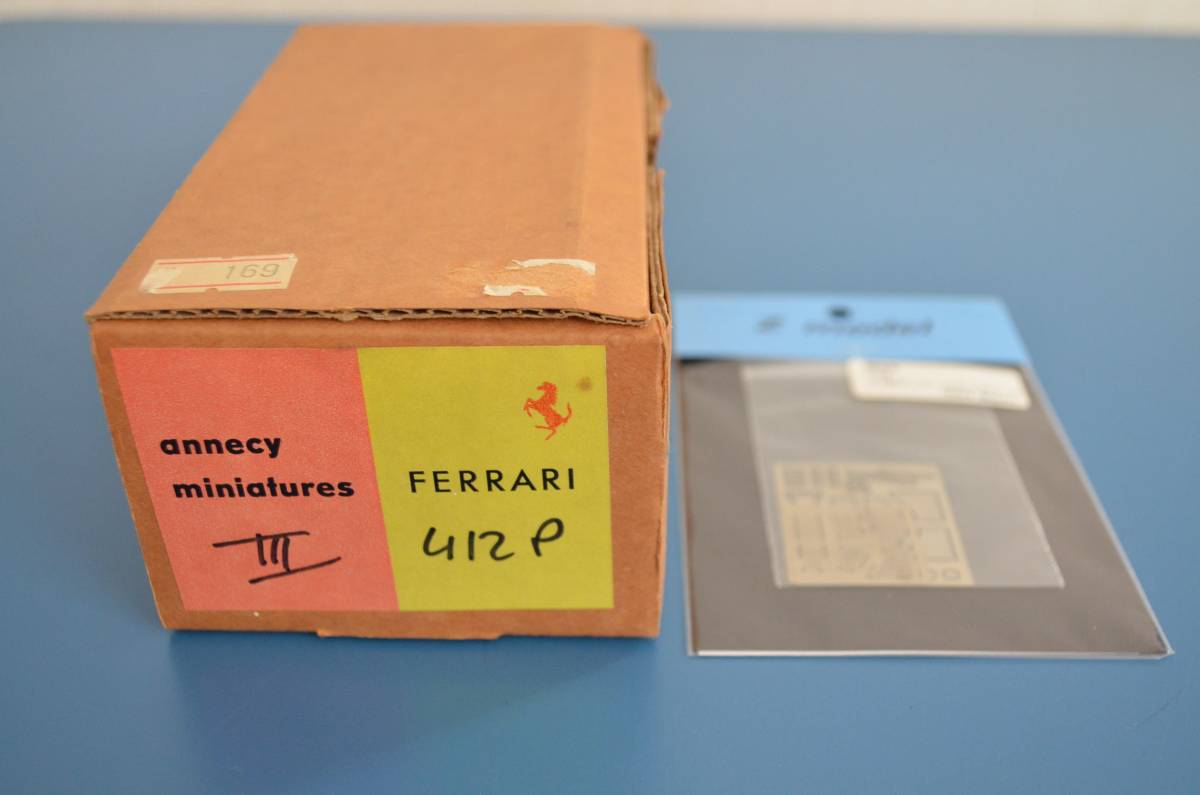 169
annecy
miniatures
III
FERRARI
412 P